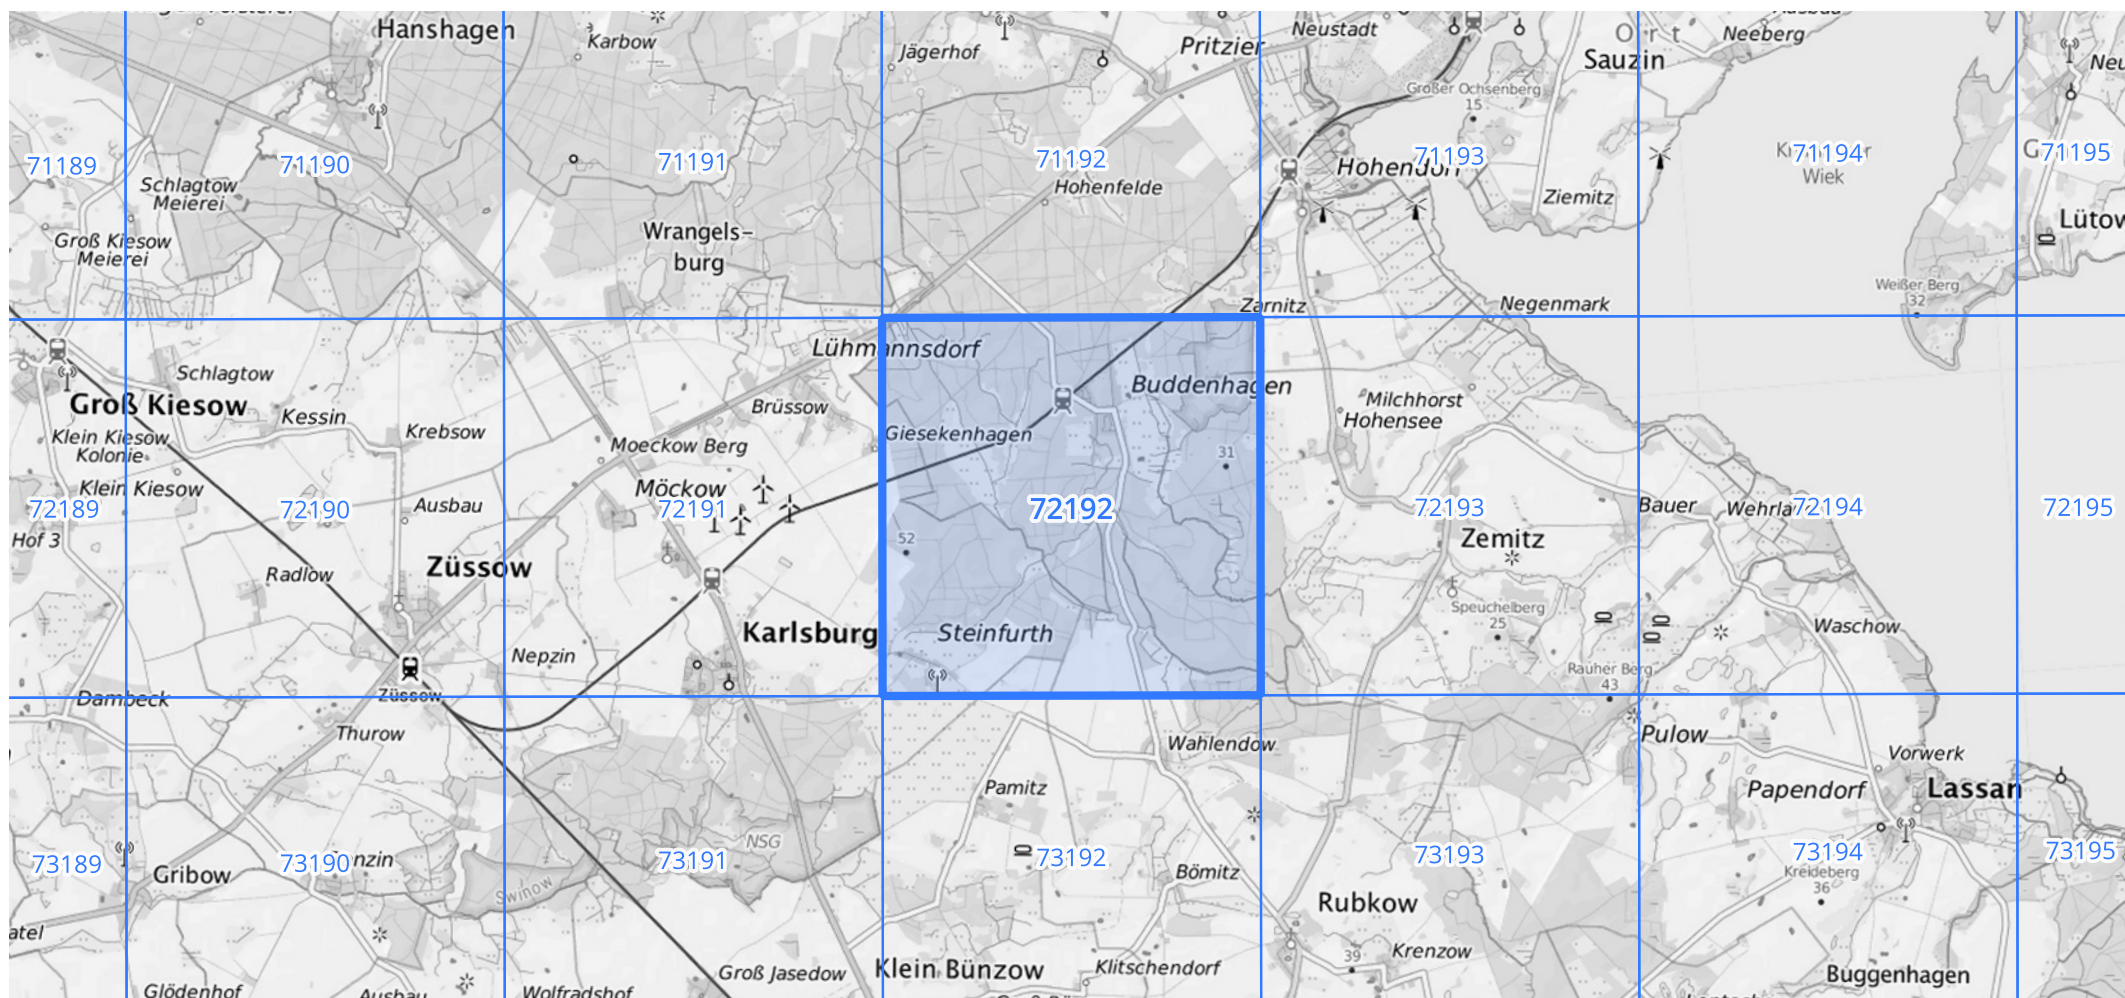 Hanshagen
Karbow
Jägerhof
Pritzier
Neustadt
Ort
Sauzin
Neeberg
Großer Ochsenberg
15
71189
71190
71191
71192
Hohenfelde
Hohendorf
71193
71194
Wiek
71195
Schlagtow
Meierei
Ziemitz
Lütow
Groß Kiesow
Meierei
Wrangels-
burg
Weißer Berg
32
Zarnitz
Negenmark
Lühmannsdorf
Schlagtow
Buddenhagen
Groß Kiesow
Kessin
Krebsow
Brüssow
Milchhorst
Hohensee
Klein Kiesow
Kolonie
Moeckow Berg
Giesekenhagen
31
Klein Kiesow
Möckow
72189
72190
Ausbau
72191
72192
72193
Bauer
72194
72195
Hof 3
52
Zemitz
Radlow
Züssow
Speuchelberg
25
Karlsburg
Steinfurth
Waschow
Nepzin
Rauher Berg
43
Dambeck
Züssow
Thurow
Wahlendow
Pulow
Vorwerk
Pamitz
Papendorf
Lassan
NSG
73189
73190
73191
73192
73193
73194
73195
Gribow
Swinow
Bömitz
Kreideberg
36
Rubkow
Krenzow
39
Groß Jasedow
Klein Bünzow
Klitschendorf
Buggenhagen
Glödenhof
Ausbau
Wolfradshof